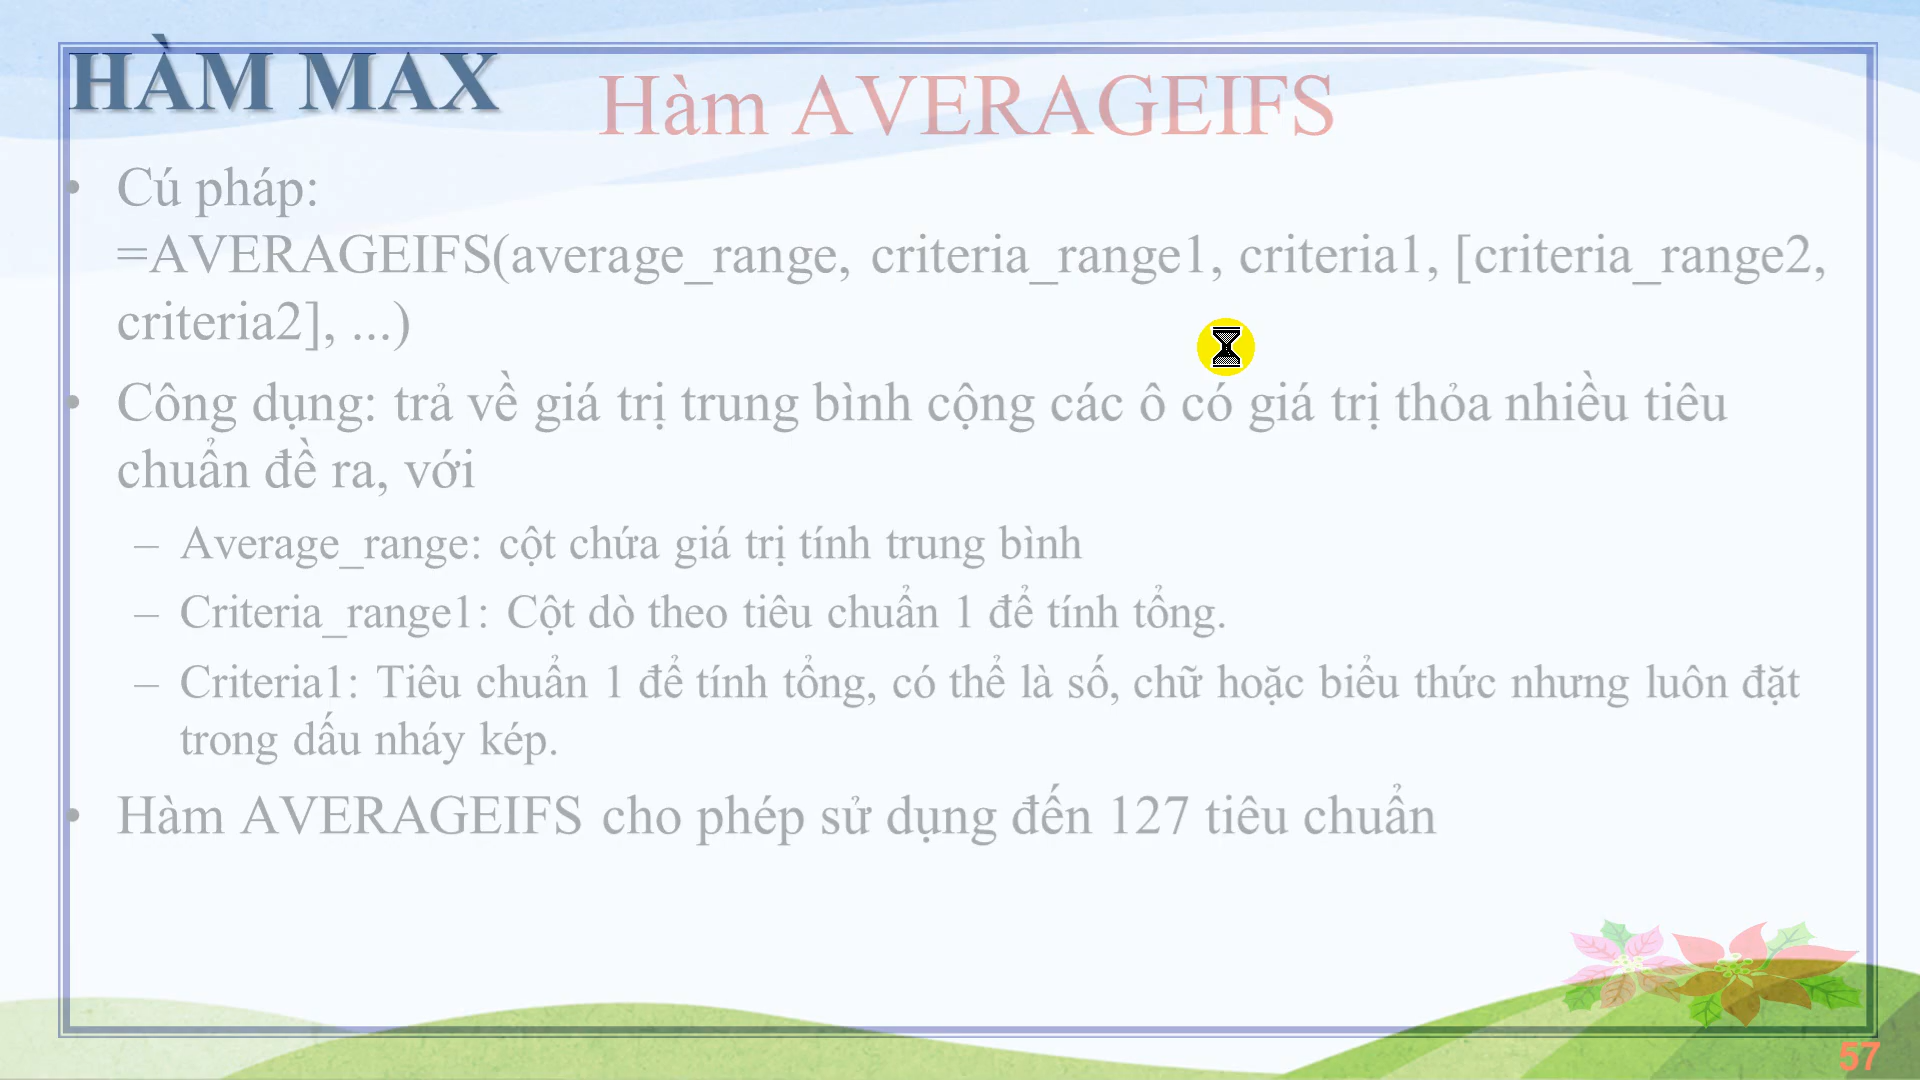 HÀM MAX
Hàm AVERAGEIFS
• Cú pháp:
=AVERAGEIFS(average_range, criteria_range1, criteria1, [criteria_range2,
criteria2], ...)
• Công dụng: trả về giá trị trung bình cộng các ô có giá trị thỏa nhiều tiêu
chuẩn đề ra, với
– Average_range: cột chứa giá trị tính trung bình
– Criteria_range1: Cột dò theo tiêu chuẩn 1 để tính tổng.
– Criteria1: Tiêu chuẩn 1 để tính tổng, có thể là số, chữ hoặc biểu thức nhưng luôn đặt
trong dấu nháy kép.
• Hàm AVERAGEIFS cho phép sử dụng đến 127 tiêu chuẩn
57